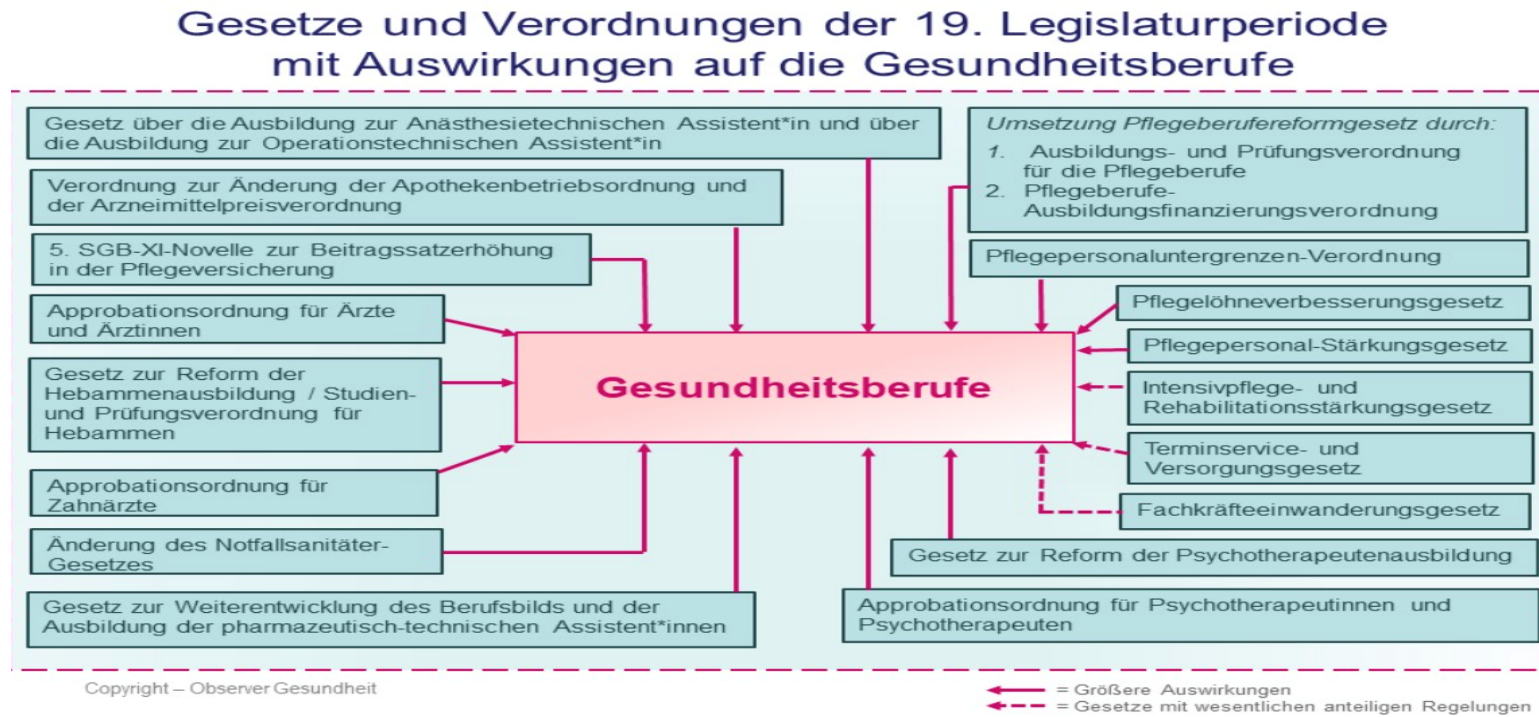 Gesetze und Verordnungen der 19. Legislaturperiode
mit Auswirkungen auf die Gesundheitsberufe
Gesetz über die Ausbildung zur Anästhesietechnischen Assistent*in und über
die Ausbildung zur Operationstechnischen Assistent*in
Verordnung zur Änderung der Apothekenbetriebsordnung und
der Arzneimittelpreisverordnung
5. SGB-XI-Novelle zur Beitragssatzerhöhung
in der Pflegeversicherung
Approbationsordnung für Ärzte
und Ärztinnen
Gesetz zur Reform der
Hebammenausbildung / Studien-
und Prüfungsverordnung für
Hebammen
Approbationsordnung für
Zahnärzte
Änderung des Notfallsanitäter-
Gesetzes
Gesetz zur Weiterentwicklung des Berufsbilds und der
Ausbildung der pharmazeutisch-technischen Assistent*innen
Gesundheitsberufe
Umsetzung Pflegeberufereformgesetz durch:
1. Ausbildungs- und Prüfungsverordnung
für die Pflegeberufe
2. Pflegeberufe-
Ausbildungsfinanzierungsverordnung
Pflegepersonaluntergrenzen-Verordnung
Pflegelöhneverbesserungsgesetz
Pflegepersonal-Stärkungsgesetz
Intensivpflege- und
Rehabilitationsstärkungsgesetz
Terminservice- und
Versorgungsgesetz
Fachkräfteeinwanderungsgesetz
Gesetz zur Reform der Psychotherapeutenausbildung
Approbationsordnung für Psychotherapeutinnen und
Psychotherapeuten
Copyright – Observer Gesundheit
= Größere Auswirkungen
= Gesetze mit wesentlichen anteiligen Regelungen